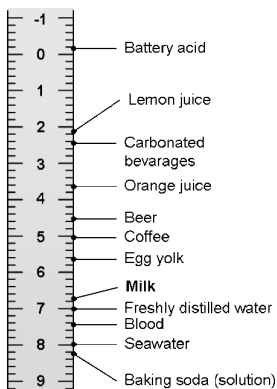 -1
0 Battery acid
1
Lemon juice
2
Carbonated
bevarages
3
Orange juice
4
Beer
5 Coffee
Egg yolk
6
Milk
7 Freshly distilled water
Blood
8 Seawater
9 Baking soda (solution)